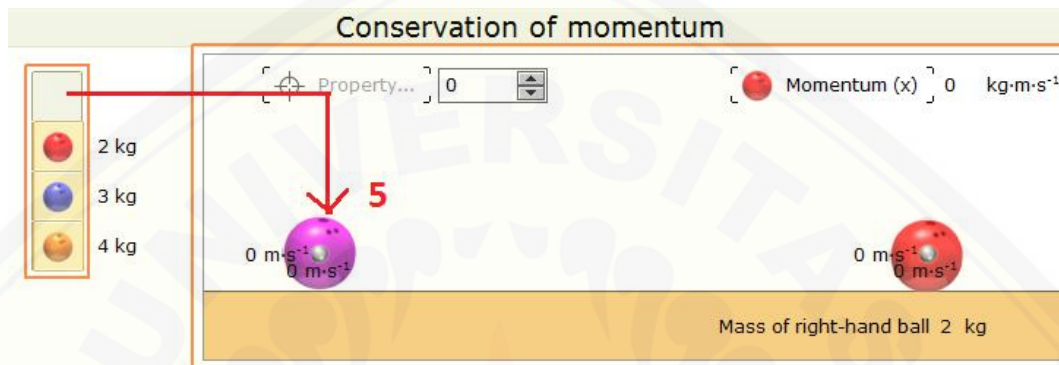 Conservation of momentum
Property... 0 Momentum (x) 0 kg·m·s⁻¹
2 kg
3 kg
4 kg
5
0 m·s⁻¹
0 m·s⁻¹
0 m·s⁻¹
0 m·s⁻¹
Mass of right-hand ball 2 kg
UNIVERSITAS